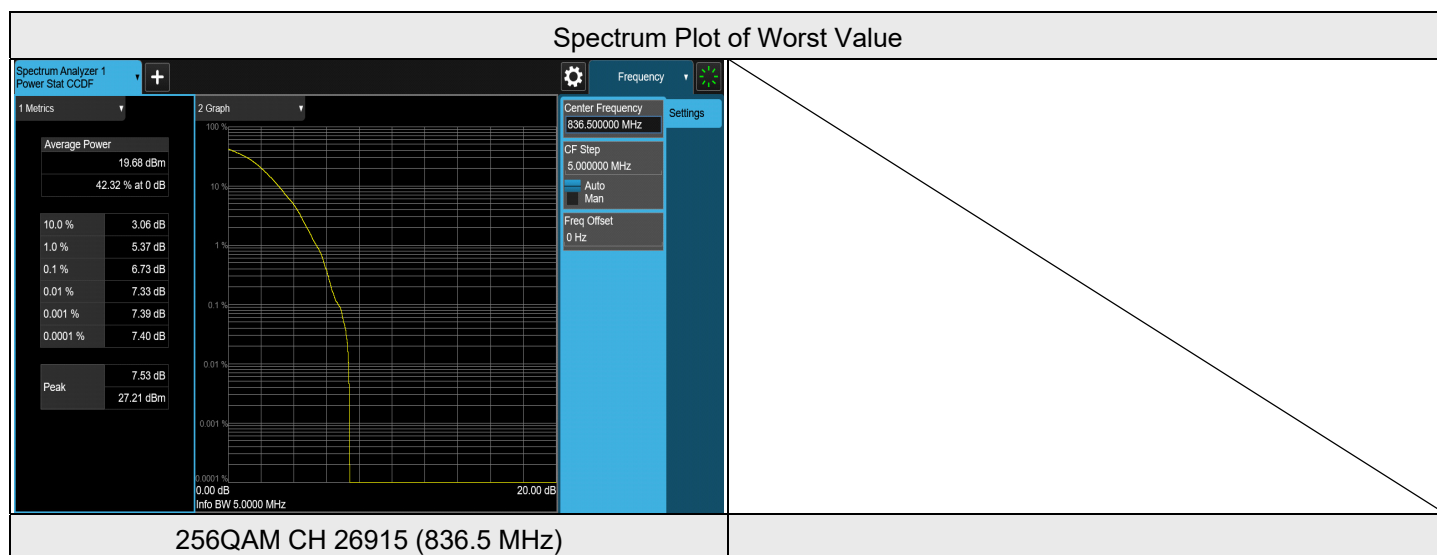 Spectrum Plot of Worst Value
Spectrum Analyzer 1
Power Stat CCDF
+
Frequency
1 Metrics
2 Graph
Center Frequency
836.500000 MHz
Settings
CF Step
5.000000 MHz
Auto
Man
Freq Offset
0 Hz
Average Power
19.68 dBm
42.32 % at 0 dB
10.0 % 3.06 dB
1.0 % 5.37 dB
0.1 % 6.73 dB
0.01 % 7.33 dB
0.001 % 7.39 dB
0.0001 % 7.40 dB
Peak 7.53 dB
27.21 dBm
100 %
10 %
1 %
0.1 %
0.01 %
0.001 %
0.0001 %
0.00 dB 20.00 dB
Info BW 5.0000 MHz
256QAM CH 26915 (836.5 MHz)